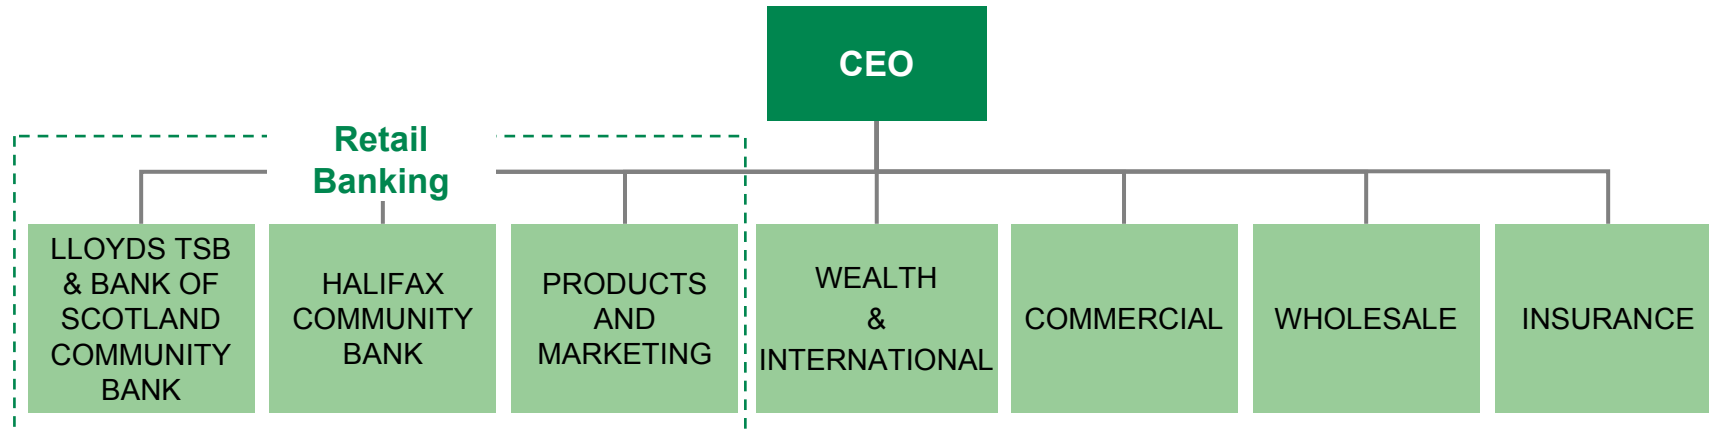 CEO
Retail
Banking
LLOYDS TSB
& BANK OF
SCOTLAND
COMMUNITY
BANK
HALIFAX
COMMUNITY
BANK
PRODUCTS
AND
MARKETING
WEALTH
&
INTERNATIONAL
COMMERCIAL
WHOLESALE
INSURANCE